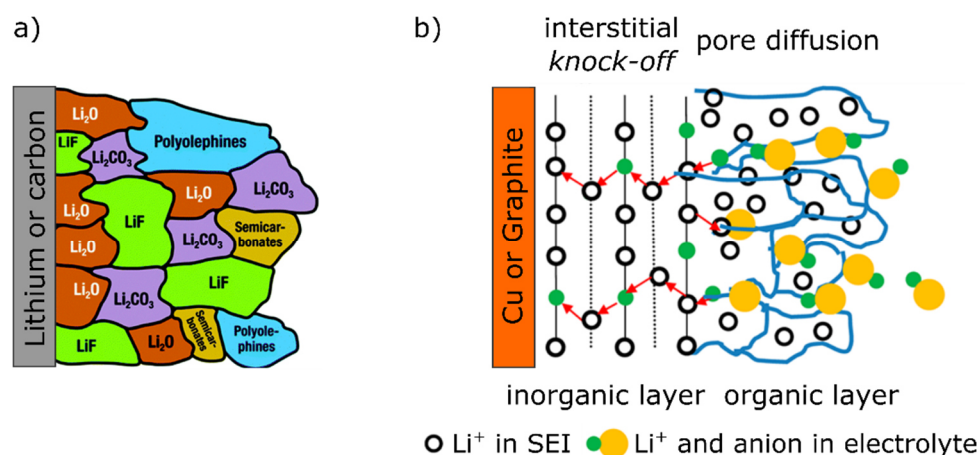 a)
Lithium or carbon
Li₂O
LiF
Li₂CO₃
Polyolephines
Li₂O
LiF
Li₂O
Li₂CO₃
Li₂O
Li₂CO₃
Semicar-
bonates
Li₂O
Li₂CO₃
LiF
LiF
Li₂O
Semicar-
bonates
Polyole-
phines
b)
interstitial
knock-off
pore diffusion
Cu or Graphite
inorganic layer
organic layer
Li⁺ in SEI
Li⁺ and anion in electrolyte